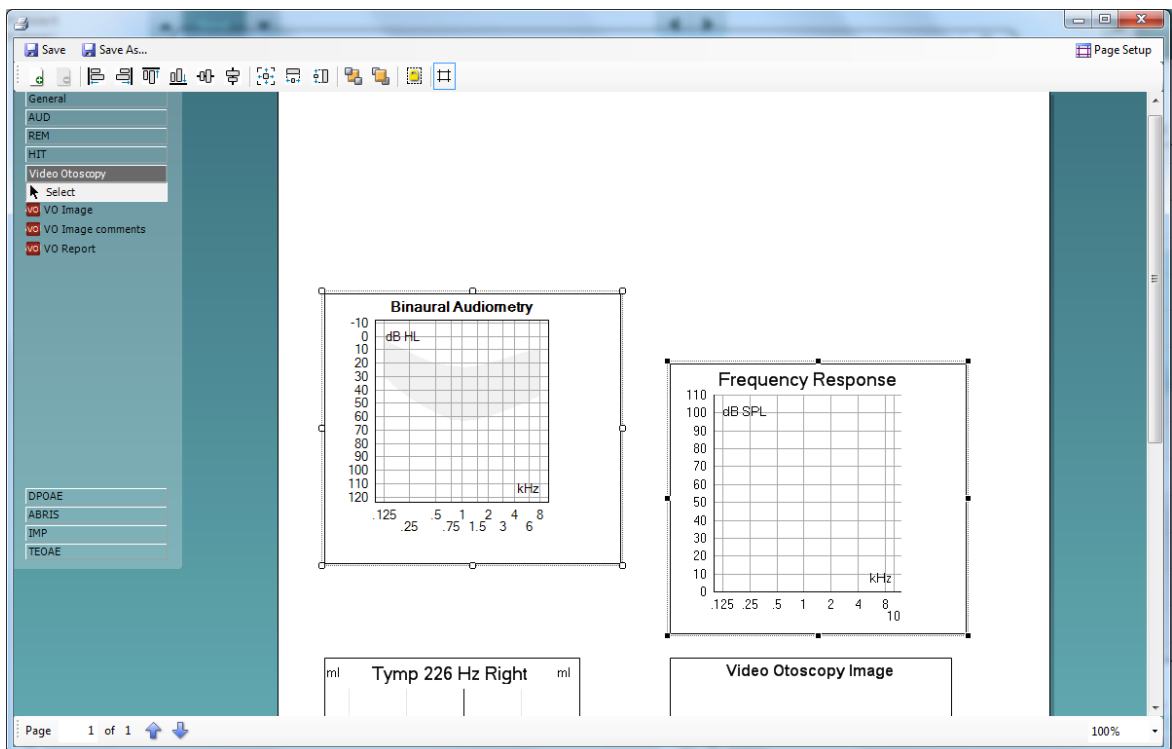 Save Save As... Page Setup
General
AUD
REM
HIT
Video Otoscopy
Select
VO VO Image
VO VO Image comments
VO VO Report
DPOAE
ABRIS
IMP
TEOAE
Binaural Audiometry
dB HL
-10
0
10
20
30
40
50
60
70
80
90
100
110
120
kHz
.125 .5 1 2 4 8
.25 .75 1.5 3 6
Frequency Response
dB SPL
110
100
90
80
70
60
50
40
30
20
10
0
kHz
.125 .25 .5 1 2 4 8
10
ml Tymp 226 Hz Right ml
Video Otoscopy Image
Page 1 of 1 100%